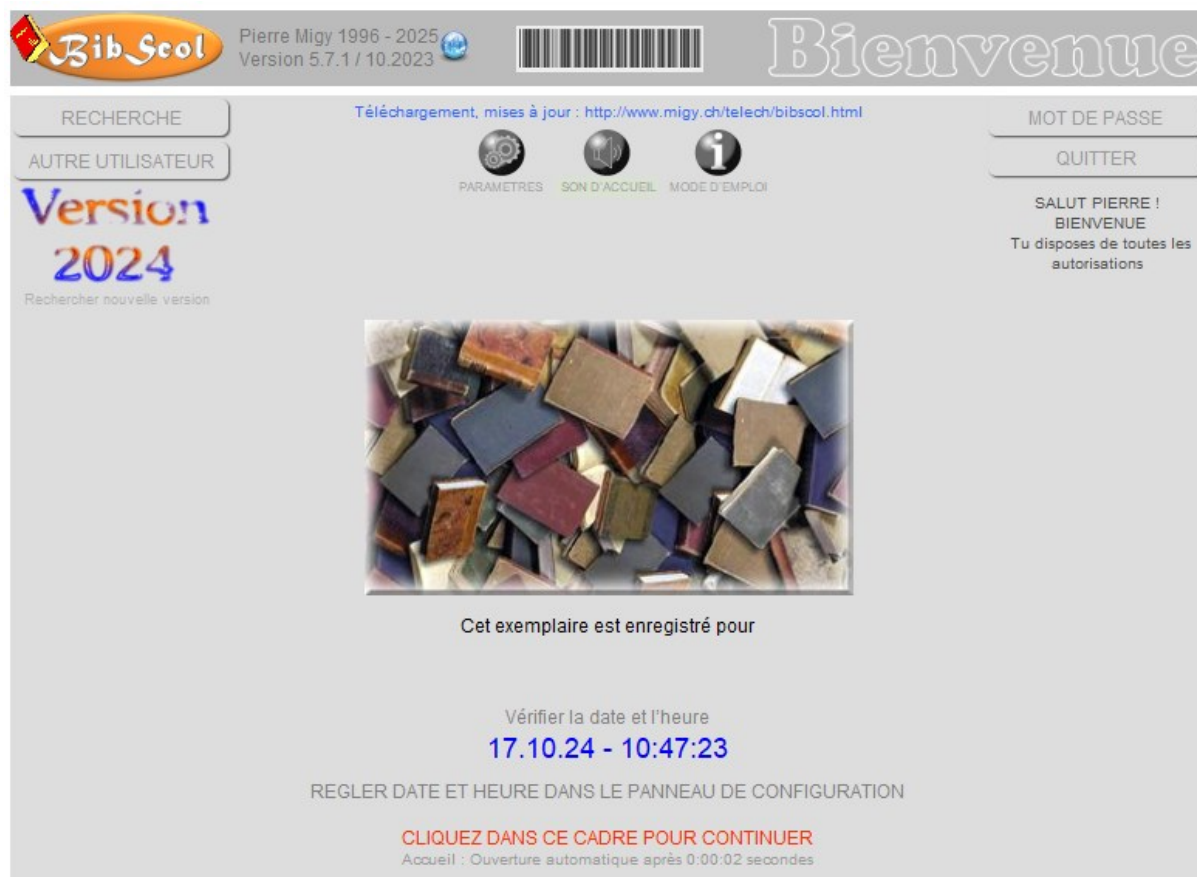 BibScol
Pierre Migy 1996 - 2025
Version 5.7.1 / 10.2023
Bienvenue
RECHERCHE
AUTRE UTILISATEUR
Version
2024
Rechercher nouvelle version
Téléchargement, mises à jour : http://www.migy.ch/telech/bibscol.html
PARAMETRES
SON D'ACCUEIL
MODE D'EMPLOI
MOT DE PASSE
QUITTER
SALUT PIERRE !
BIENVENUE
Tu disposes de toutes les
autorisations
Cet exemplaire est enregistré pour
Vérifier la date et l'heure
17.10.24 - 10:47:23
REGLER DATE ET HEURE DANS LE PANNEAU DE CONFIGURATION
CLIQUEZ DANS CE CADRE POUR CONTINUER
Accueil : Ouverture automatique après 0:00:02 secondes